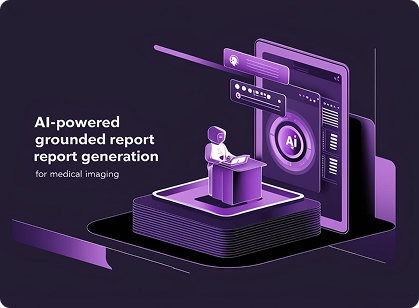 AI-powered
grounded report
report generation
for medical imaging
Ai